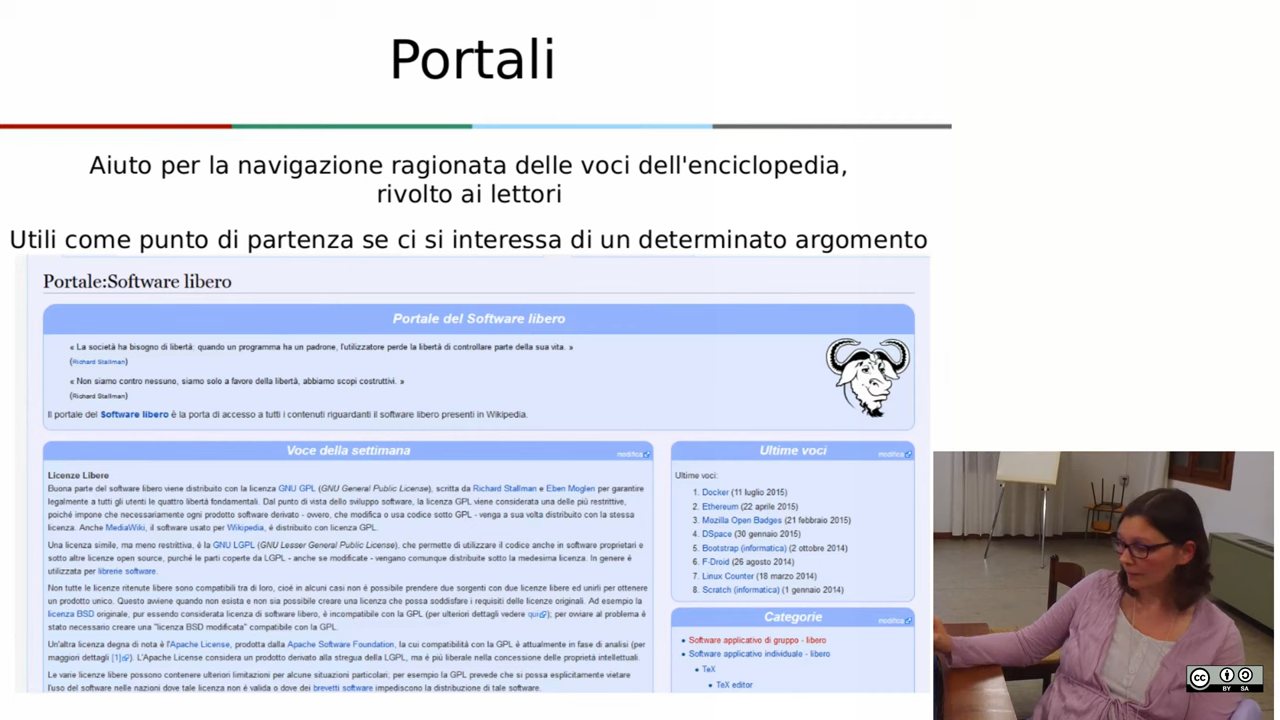 Portali
Aiuto per la navigazione ragionata delle voci dell'enciclopedia,
rivolto ai lettori
Utili come punto di partenza se ci si interessa di un determinato argomento
Portale:Software libero
Portale del Software libero
« La società ha bisogno di libertà: quando un programma ha un padrone, l'utilizzatore perde la libertà di controllare parte della sua vita. »
(Richard Stallman)
« Non siamo contro nessuno, siamo solo a favore della libertà, abbiamo scopi costruttivi. »
(Richard Stallman)
Il portale del Software libero è la porta di accesso a tutti i contenuti riguardanti il software libero presenti in Wikipedia.
Voce della settimana
modifica
Licenze Libere
Buona parte del software libero viene distribuito con la licenza GNU GPL (GNU General Public License), scritta da Richard Stallman e Eben Moglen per garantire
legalmente a tutti gli utenti le quattro libertà fondamentali. Dal punto di vista dello sviluppo software, la licenza GPL viene considerata una delle più restrittive,
poiché impone che necessariamente ogni prodotto software derivato - ovvero, che modifica o usa codice sotto GPL - venga a sua volta distribuito con la stessa
licenza. Anche MediaWiki, il software usato per Wikipedia, è distribuito con licenza GPL.
Una licenza simile, ma meno restrittiva, è la GNU LGPL (GNU Lesser General Public License), che permette di utilizzare il codice anche in software proprietari e
sotto altre licenze open source, purché le parti coperte da LGPL - anche se modificate - vengano comunque distribuite sotto la medesima licenza. In genere è
utilizzata per librerie software.
Non tutte le licenze ritenute libere sono compatibili tra di loro, cioè in alcuni casi non è possibile prendere due sorgenti con due licenze libere ed unirli per ottenere
un prodotto unico. Questo avviene quando non esista e non sia possibile creare una licenza che possa soddisfare i requisiti delle licenze originali. Ad esempio la
licenza BSD originale, pur essendo considerata licenza di software libero, è incompatibile con la GPL (per ulteriori dettagli vedere qui); per ovviare al problema è
stato necessario creare una "licenza BSD modificata" compatibile con la GPL.
Un'altra licenza degna di nota è l'Apache License, prodotta dalla Apache Software Foundation, la cui compatibilità con la GPL è attualmente in fase di analisi (per
maggiori dettagli [1]). L'Apache License considera un prodotto derivato alla stregua della LGPL, ma è più liberale nella concessione delle proprietà intellettuali.
Le varie licenze libere possono contenere ulteriori limitazioni per alcune situazioni particolari; per esempio la GPL prevede che si possa esplicitamente vietare
l'uso del software nelle nazioni dove tale licenza non è valida o dove dei brevetti software impediscono la distribuzione di tale software.
Ultime voci
modifica
Ultime voci:
1. Docker (11 luglio 2015)
2. Ethereum (22 aprile 2015)
3. Mozilla Open Badges (21 febbraio 2015)
4. DSpace (30 gennaio 2015)
5. Bootstrap (informatica) (2 ottobre 2014)
6. F-Droid (26 agosto 2014)
7. Linux Counter (18 marzo 2014)
8. Scratch (informatica) (1 gennaio 2014)
Categorie
modifica
Software applicativo di gruppo - libero
Software applicativo individuale - libero
TeX
TeX editor
cc
BY SA